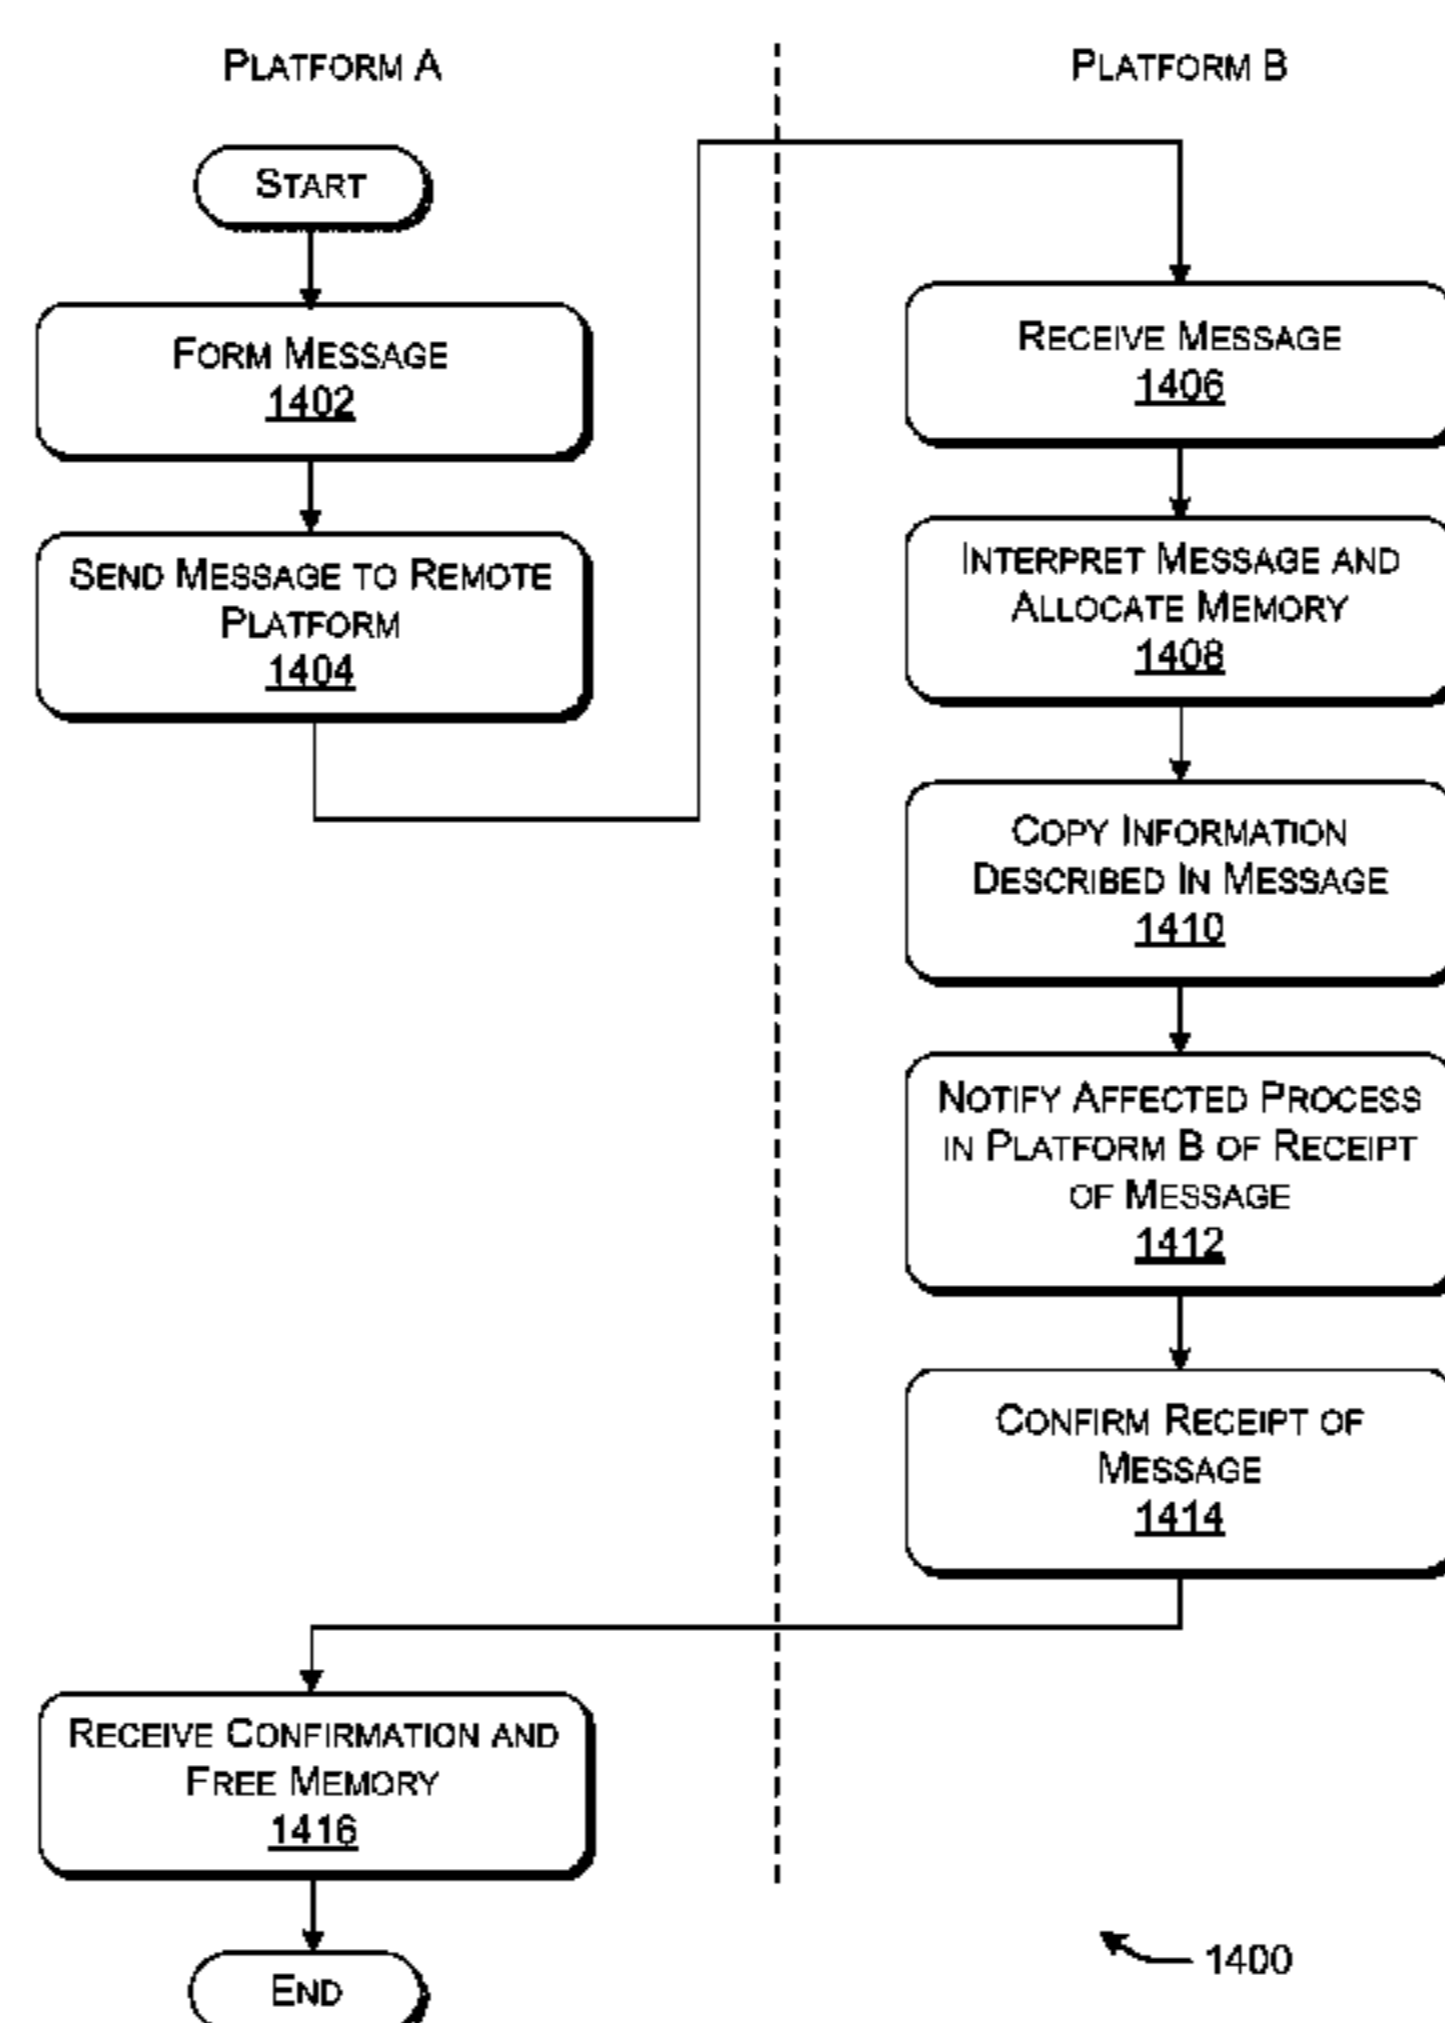 PLATFORM A
PLATFORM B
START
FORM MESSAGE
1402
SEND MESSAGE TO REMOTE
PLATFORM
1404
RECEIVE MESSAGE
1406
INTERPRET MESSAGE AND
ALLOCATE MEMORY
1408
COPY INFORMATION
DESCRIBED IN MESSAGE
1410
NOTIFY AFFECTED PROCESS
IN PLATFORM B OF RECEIPT
OF MESSAGE
1412
CONFIRM RECEIPT OF
MESSAGE
1414
RECEIVE CONFIRMATION AND
FREE MEMORY
1416
END
1400